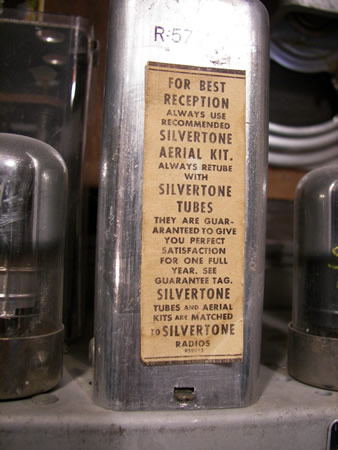 R-57
FOR BEST
RECEPTION
ALWAYS USE
RECOMMENDED
SILVERTONE
AERIAL KIT.
ALWAYS RETUBE
WITH
SILVERTONE
TUBES
THEY ARE GUAR-
ARANTEED TO GIVE
YOU PERFECT
SATISFACTION
FOR ONE FULL
YEAR. SEE
GUARANTEE TAG.
SILVERTONE
TUBES AND AERIAL
KITS ARE MATCHED
TO SILVERTONE
RADIOS